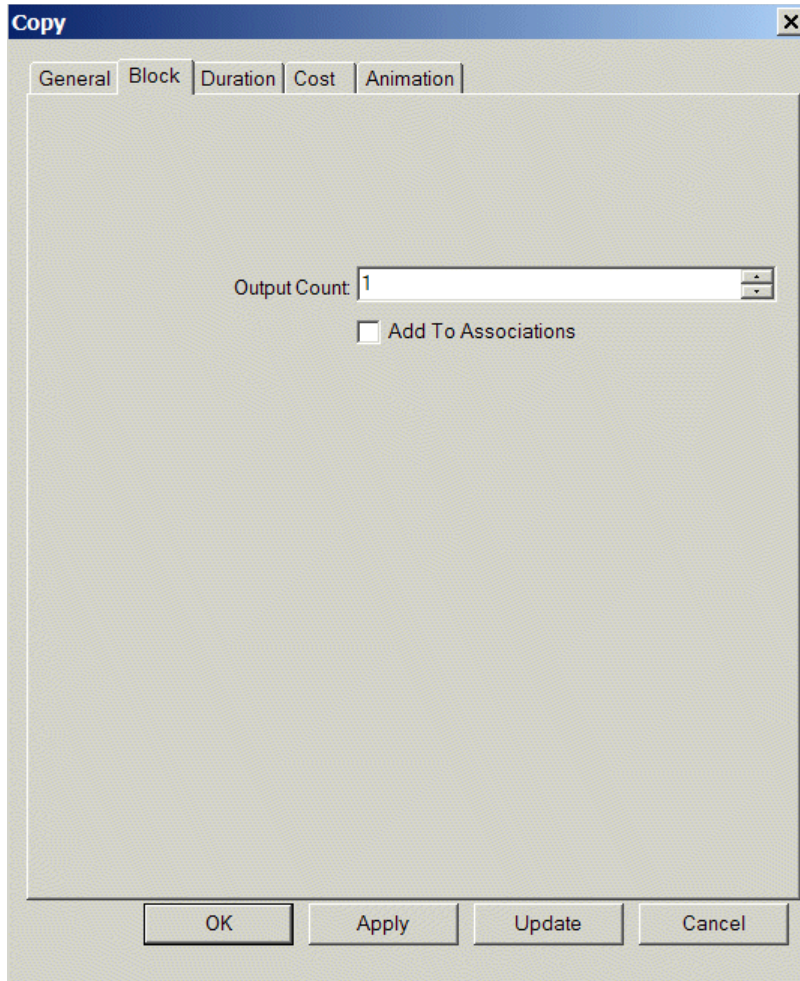 Copy
General Block Duration Cost Animation
Output Count: 1
Add To Associations
OK Apply Update Cancel